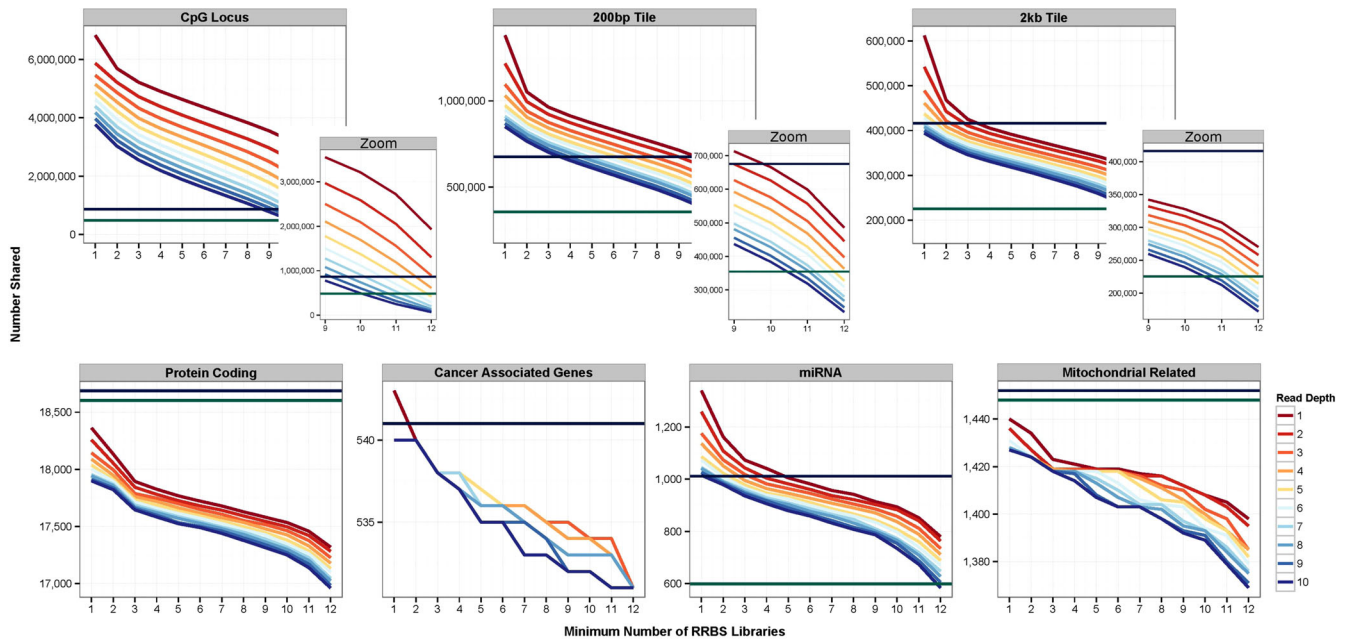 CpG Locus
200bp Tile
2kb Tile
Number Shared
6,000,000
4,000,000
2,000,000
0
1 2 3 4 5 6 7 8 9
Zoom
3,000,000
2,000,000
1,000,000
0
9 10 11 12
1,000,000
500,000
1 2 3 4 5 6 7 8 9
Zoom
700,000
600,000
500,000
400,000
300,000
9 10 11 12
600,000
500,000
400,000
300,000
200,000
1 2 3 4 5 6 7 8 9
Zoom
400,000
350,000
300,000
250,000
200,000
9 10 11 12
Protein Coding
Cancer Associated Genes
miRNA
Mitochondrial Related
18,500
18,000
17,500
17,000
1 2 3 4 5 6 7 8 9 10 11 12
540
535
1 2 3 4 5 6 7 8 9 10 11 12
1,200
1,000
800
600
1 2 3 4 5 6 7 8 9 10 11 12
1,440
1,420
1,400
1,380
1 2 3 4 5 6 7 8 9 10 11 12
Read Depth
1
2
3
4
5
6
7
8
9
10
Minimum Number of RRBS Libraries